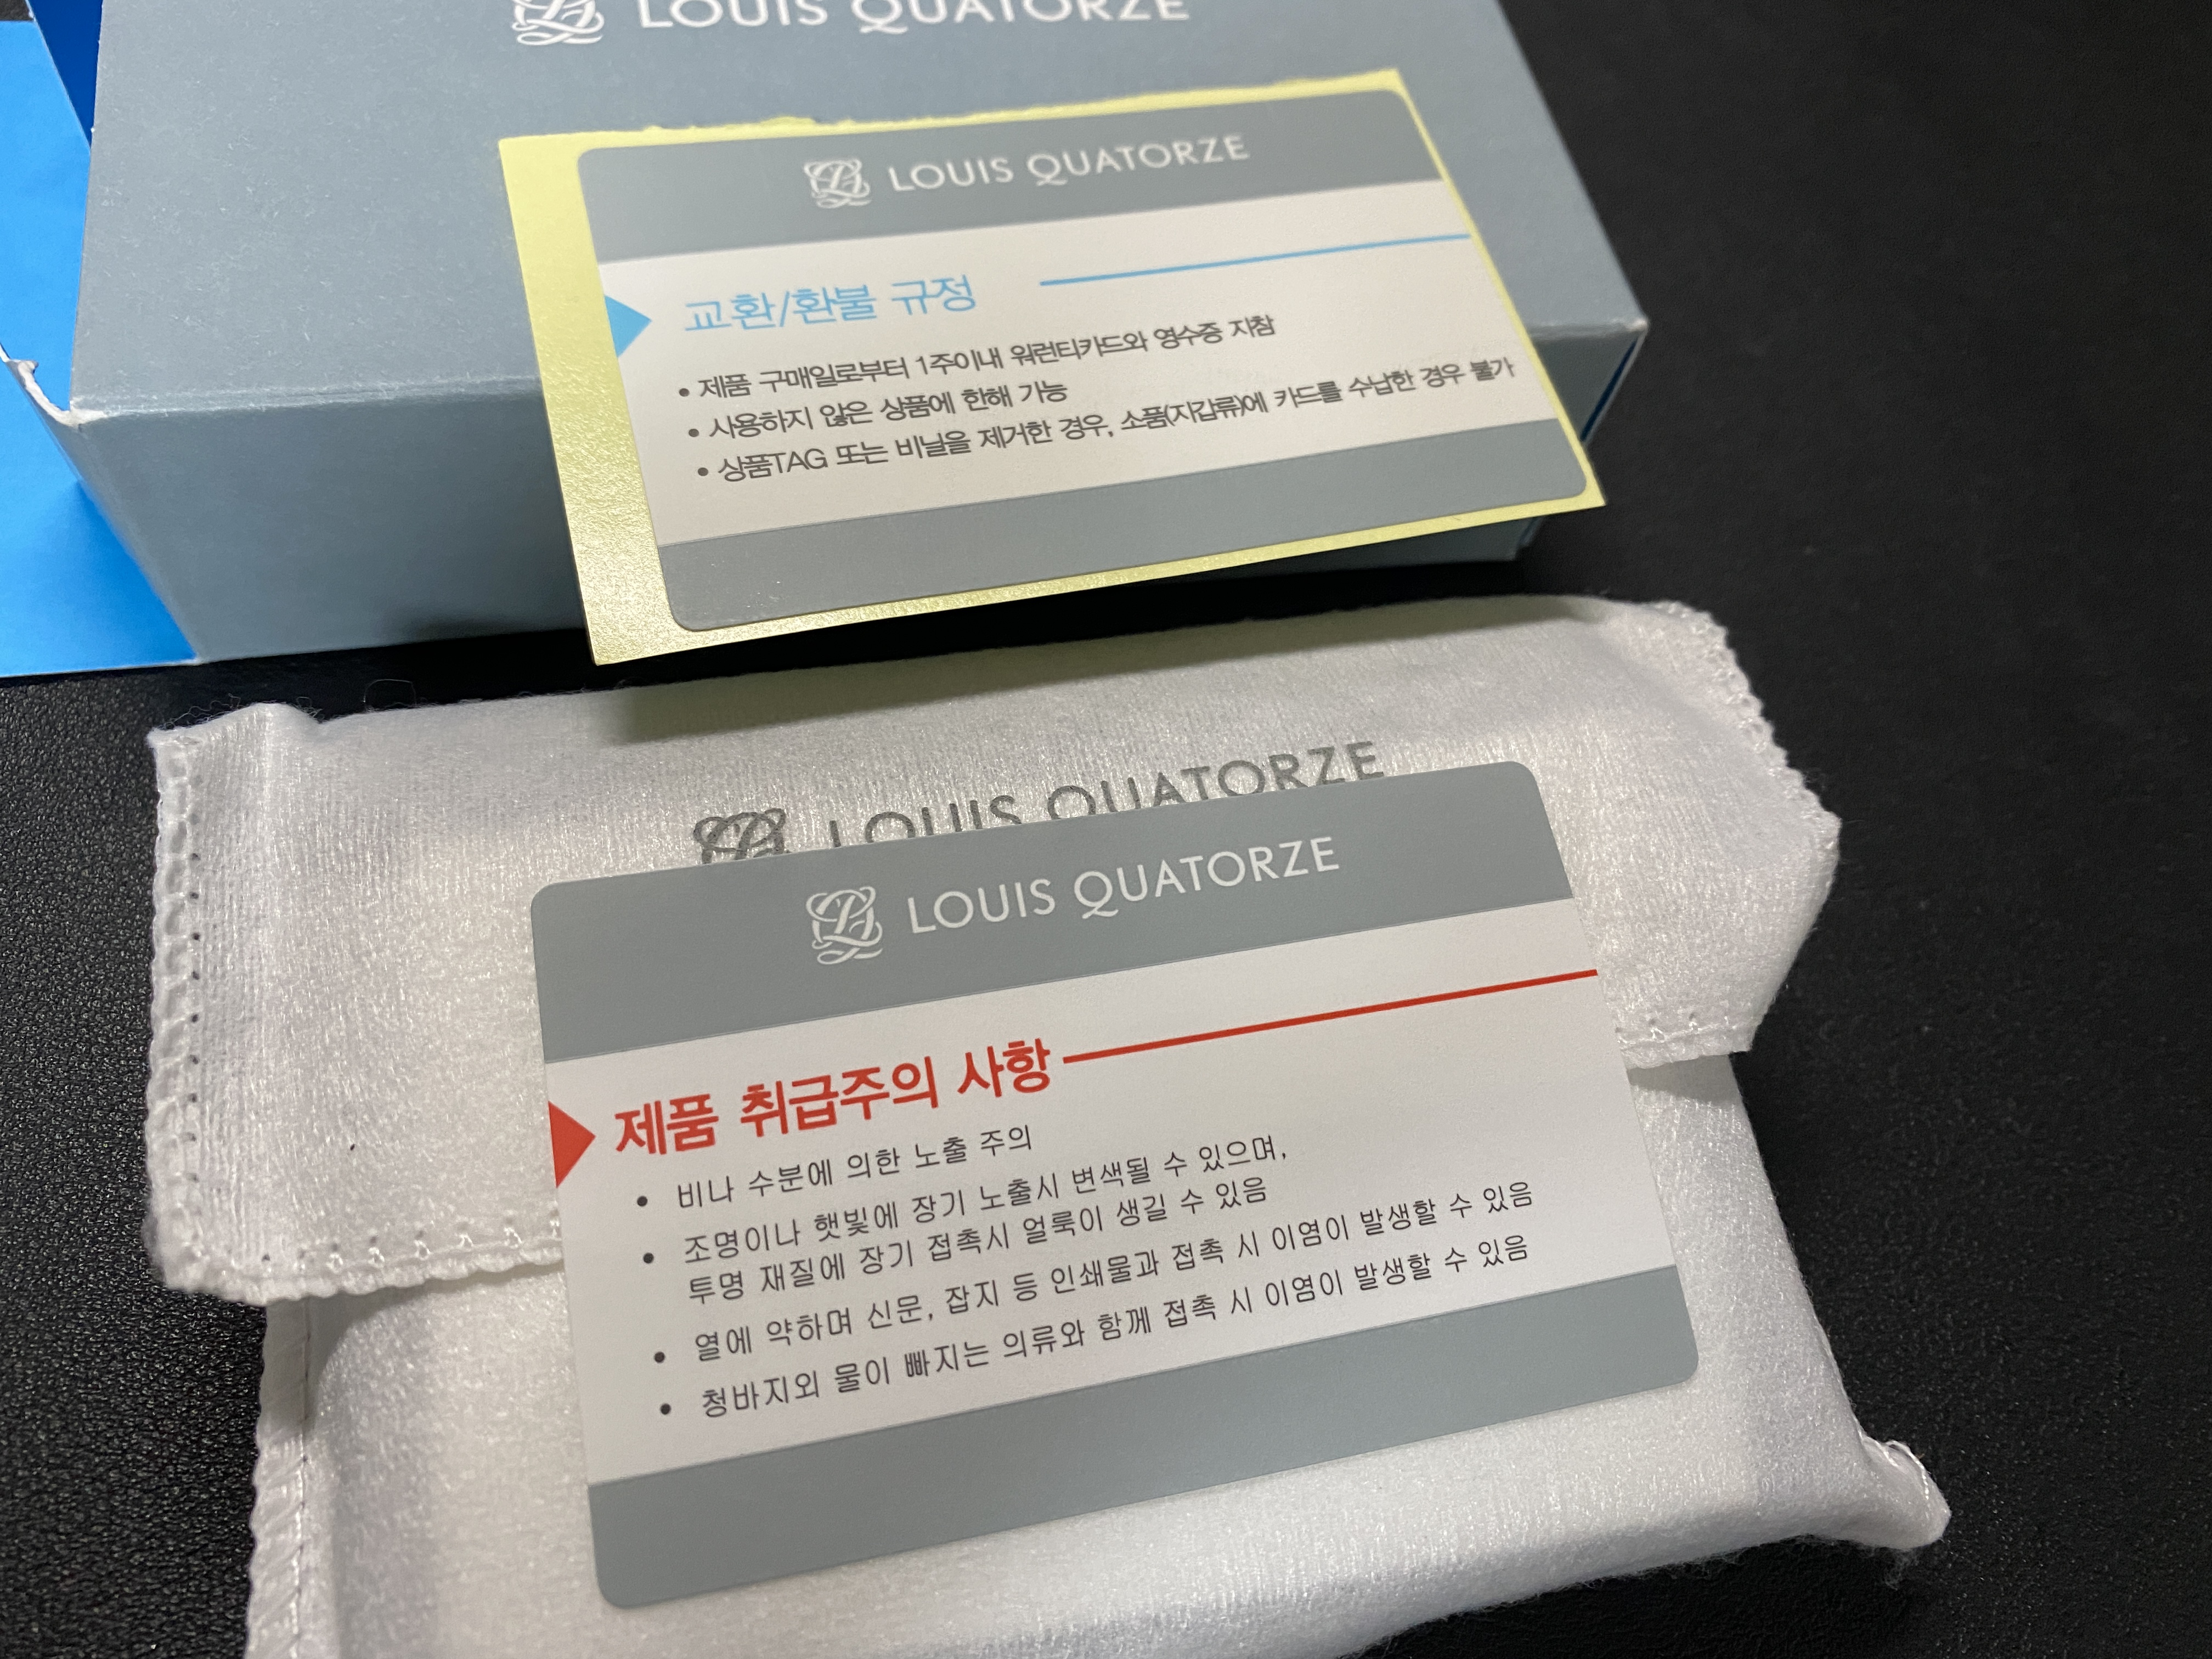 LOUIS QUATORZE
LOUIS QUATORZE
교환/환불 규정
• 제품 구매일로부터 1주이내 워런티카드와 영수증 지참
• 사용하지 않은 상품에 한해 가능
• 상품TAG 또는 비닐을 제거한 경우, 소품(지갑류)에 카드를 수납한 경우 불가
LOUIS QUATORZE
LOUIS QUATORZE
제품 취급주의 사항
• 비나 수분에 의한 노출 주의
• 조명이나 햇빛에 장기 노출시 변색될 수 있으며,
투명 재질에 장기 접촉시 얼룩이 생길 수 있음
• 열에 약하며 신문, 잡지 등 인쇄물과 접촉 시 이염이 발생할 수 있음
• 청바지외 물이 빠지는 의류와 함께 접촉 시 이염이 발생할 수 있음